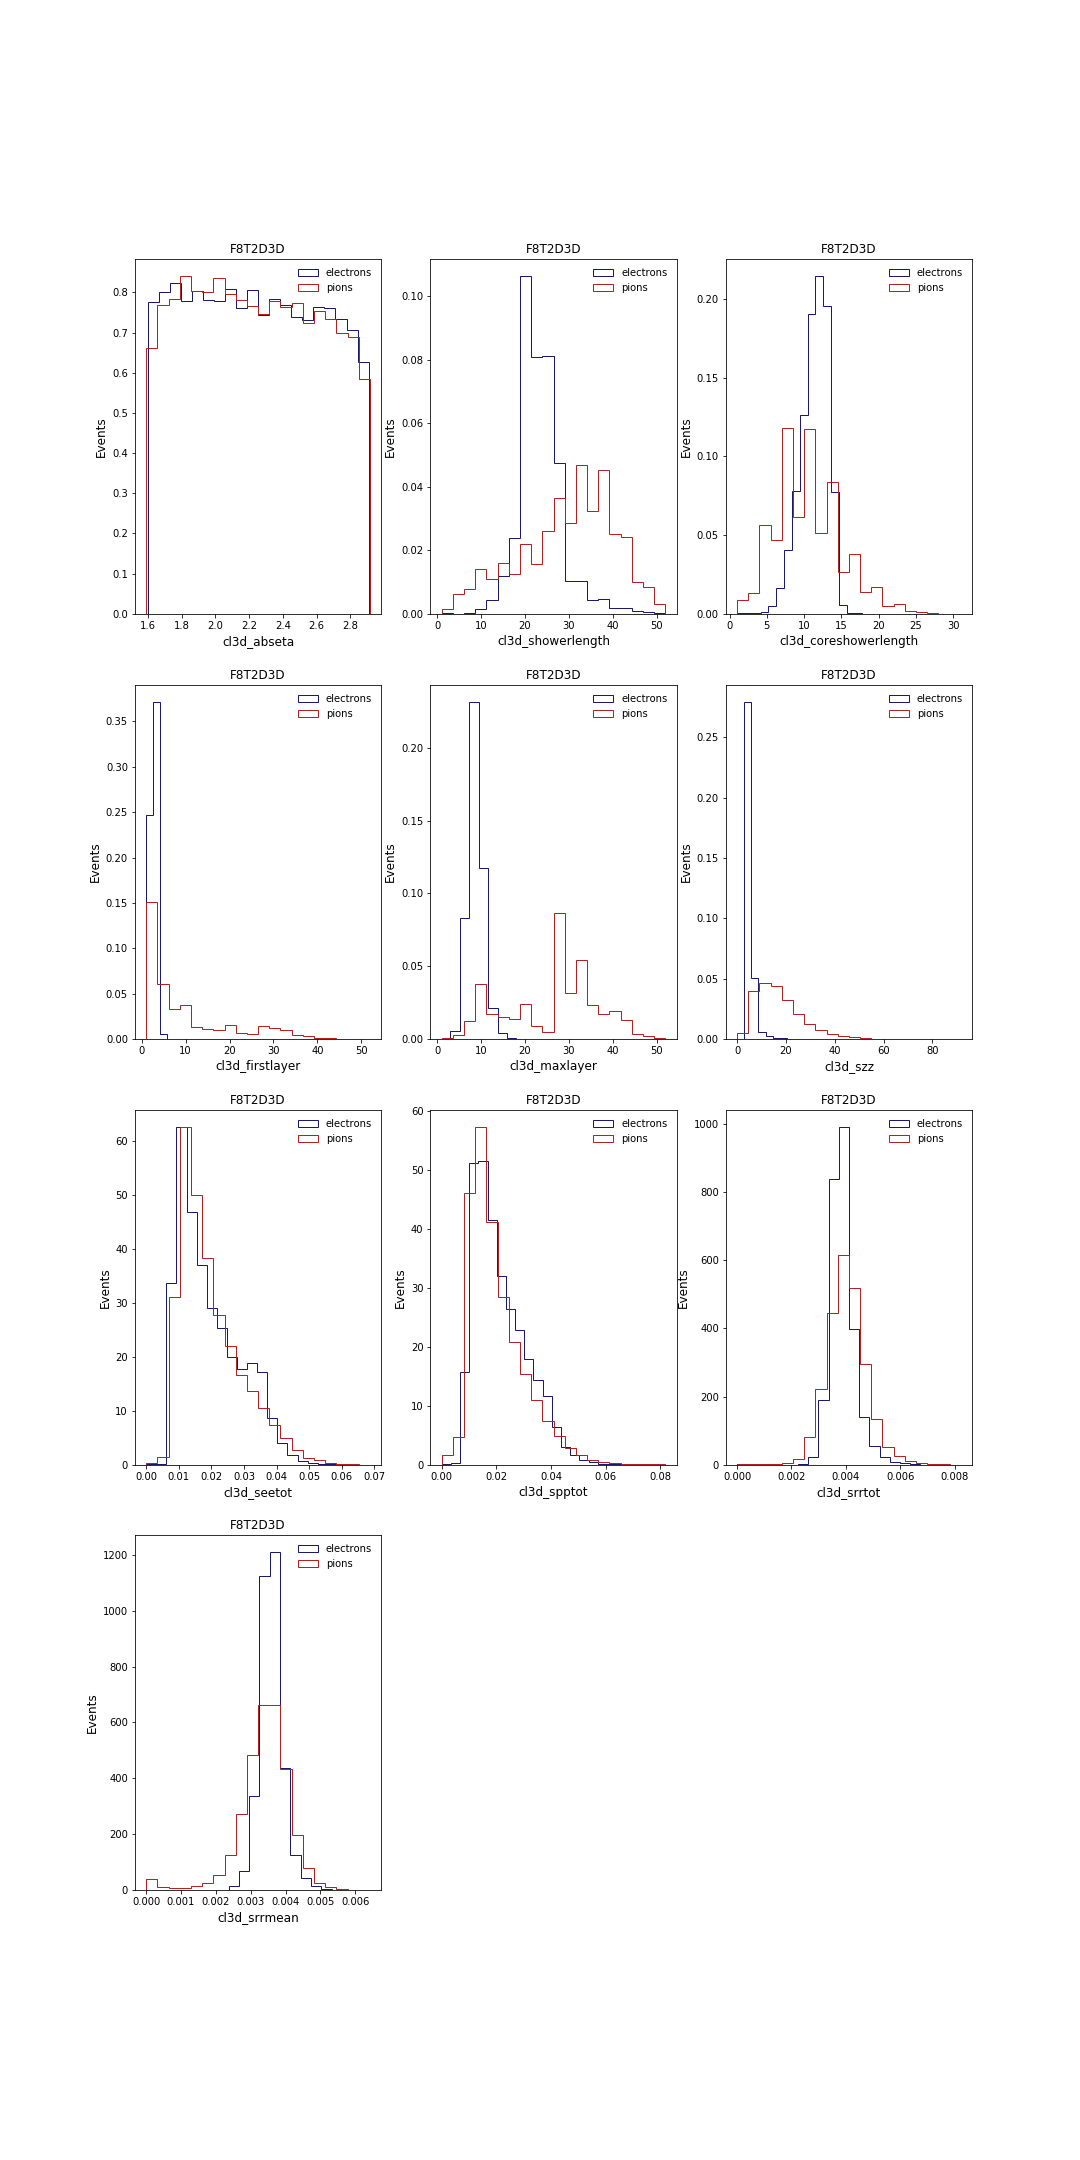 F8T2D3D F8T2D3D F8T2D3D
electrons electrons electrons
pions pions pions
Events Events Events
0.8 0.7 0.6 0.5 0.4 0.3 0.2 0.1 0.0
0.10 0.08 0.06 0.04 0.02 0.00
0.20 0.15 0.10 0.05 0.00
1.6 1.8 2.0 2.2 2.4 2.6 2.8
0 10 20 30 40 50
0 5 10 15 20 25 30
cl3d_abseta cl3d_showerlength cl3d_coreshowerlength
F8T2D3D F8T2D3D F8T2D3D
electrons electrons electrons
pions pions pions
Events Events Events
0.35 0.30 0.25 0.20 0.15 0.10 0.05 0.00
0.20 0.15 0.10 0.05 0.00
0.25 0.20 0.15 0.10 0.05 0.00
0 10 20 30 40 50
0 10 20 30 40 50
0 20 40 60 80
cl3d_firstlayer cl3d_maxlayer cl3d_szz
F8T2D3D F8T2D3D F8T2D3D
electrons electrons electrons
pions pions pions
Events Events Events
60 50 40 30 20 10 0
60 50 40 30 20 10 0
1000 800 600 400 200 0
0.00 0.01 0.02 0.03 0.04 0.05 0.06 0.07
0.00 0.02 0.04 0.06 0.08
0.000 0.002 0.004 0.006 0.008
cl3d_seetot cl3d_spptot cl3d_srrtot
F8T2D3D
electrons
pions
Events
1200 1000 800 600 400 200 0
0.000 0.001 0.002 0.003 0.004 0.005 0.006
cl3d_srrmean